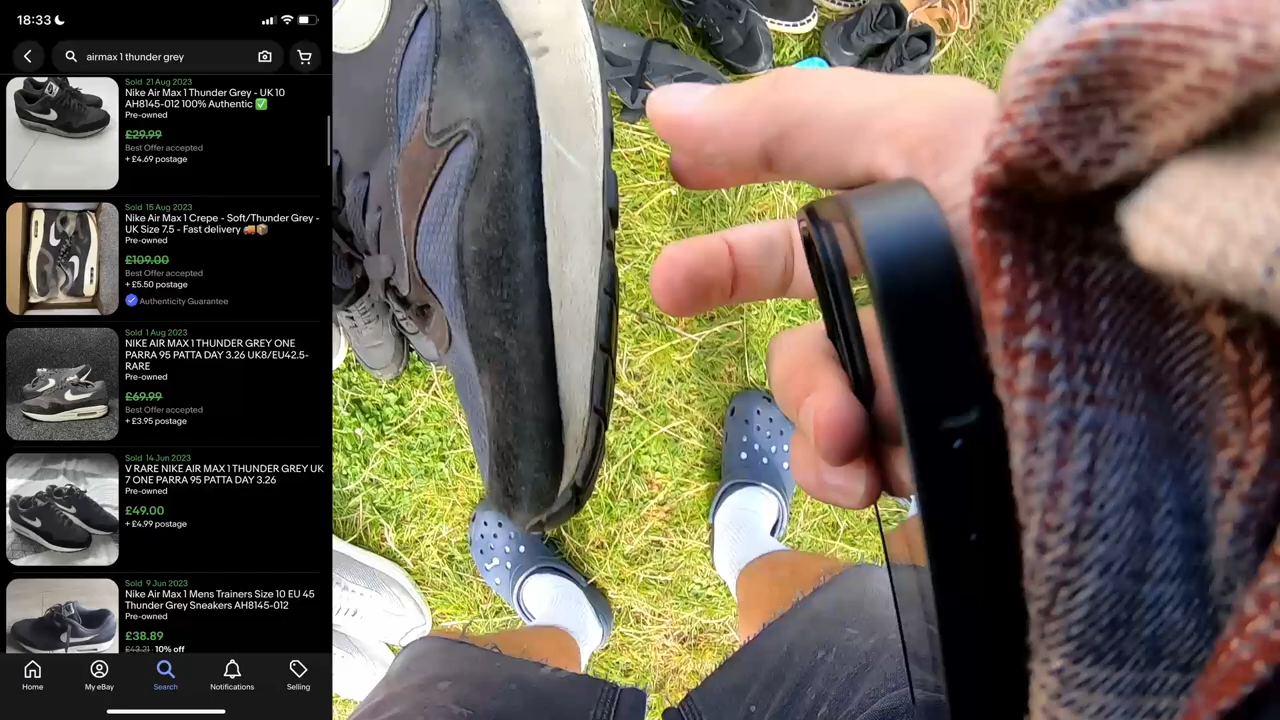 18:33
airmax 1 thunder grey
Sold 21 Aug 2023
Nike Air Max 1 Thunder Grey - UK 10
AH8145-012 100% Authentic ✅
Pre-owned
£29.99
Best Offer accepted
+ £4.69 postage
Sold 15 Aug 2023
Nike Air Max 1 Crepe - Soft/Thunder Grey -
UK Size 7.5 - Fast delivery 🚚📦
Pre-owned
£109.00
Best Offer accepted
+ £5.50 postage
Authenticity Guarantee
Sold 1 Aug 2023
NIKE AIR MAX 1 THUNDER GREY ONE
PARRA 95 PATTA DAY 3.26 UK8/EU42.5-
RARE
Pre-owned
£69.99
Best Offer accepted
+ £3.95 postage
Sold 14 Jun 2023
V RARE NIKE AIR MAX 1 THUNDER GREY UK
7 ONE PARRA 95 PATTA DAY 3.26
Pre-owned
£49.00
+ £4.99 postage
Sold 9 Jun 2023
Nike Air Max 1 Mens Trainers Size 10 EU 45
Thunder Grey Sneakers AH8145-012
Pre-owned
£38.89
£43.21 · 10% off
Home
My eBay
Search
Notifications
Selling